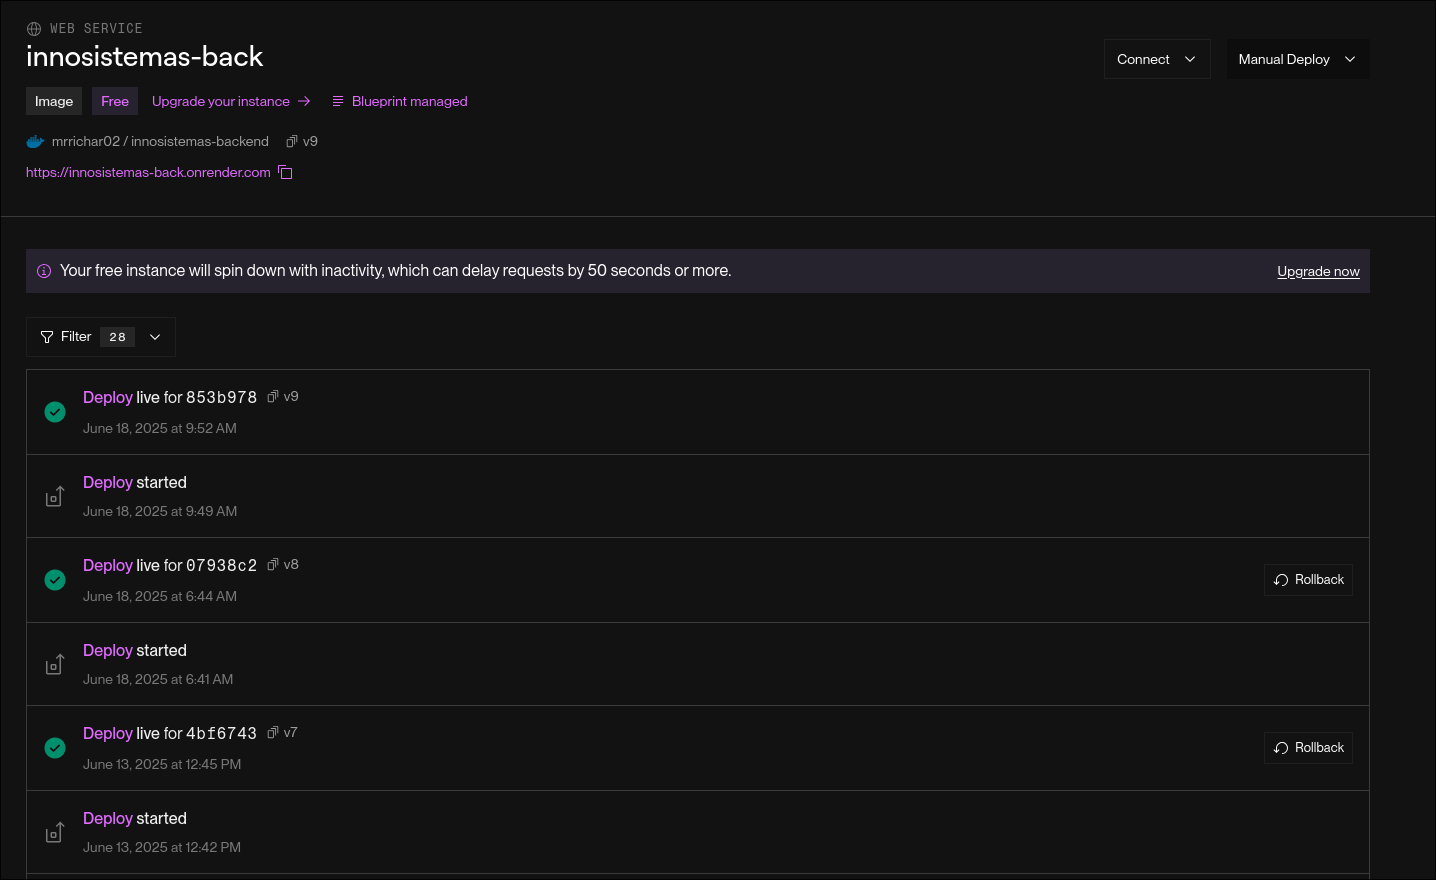 WEB SERVICE
innosistemas-back
Connect
Manual Deploy
Image Free Upgrade your instance Blueprint managed
mrrichar02 / innosistemas-backend v9
https://innosistemas-back.onrender.com
Your free instance will spin down with inactivity, which can delay requests by 50 seconds or more.
Upgrade now
Filter 28
Deploy live for 853b978 v9
June 18, 2025 at 9:52 AM
Deploy started
June 18, 2025 at 9:49 AM
Deploy live for 07938c2 v8
June 18, 2025 at 6:44 AM
Rollback
Deploy started
June 18, 2025 at 6:41 AM
Deploy live for 4bf6743 v7
June 13, 2025 at 12:45 PM
Rollback
Deploy started
June 13, 2025 at 12:42 PM